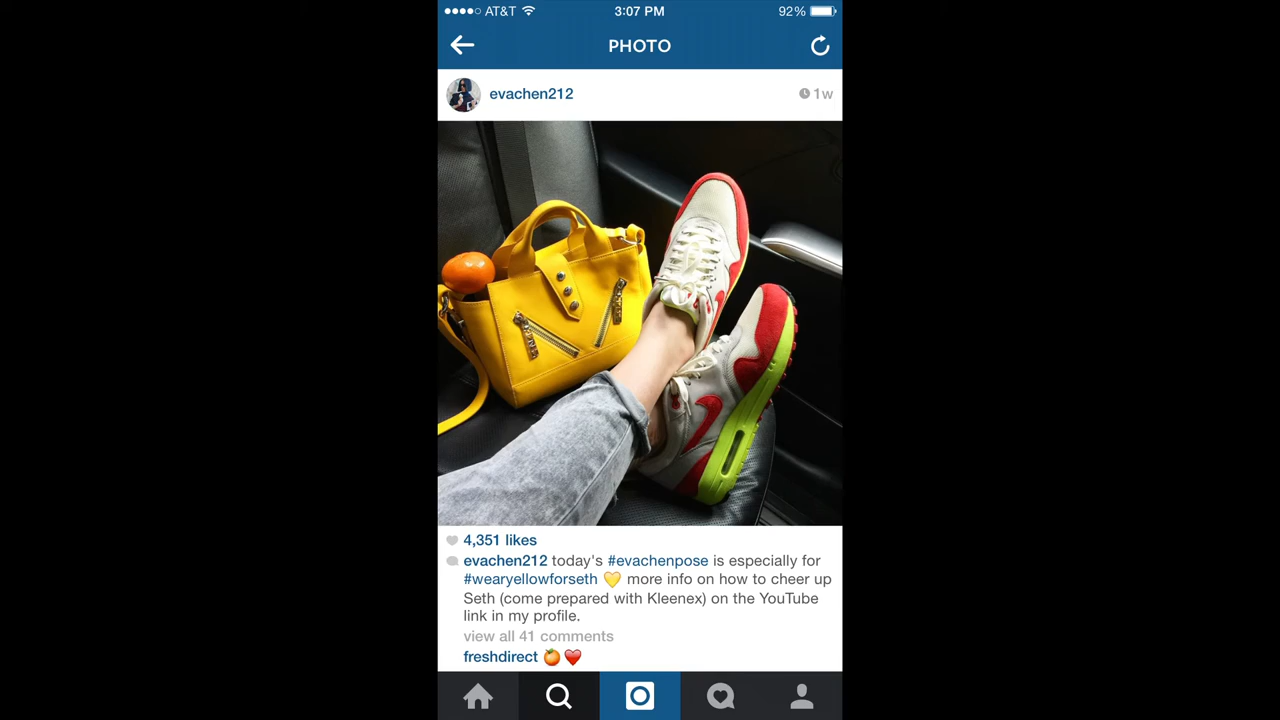 AT&T 3:07 PM 92%
PHOTO
evachen212 1w
4,351 likes
evachen212 today's #evachenpose is especially for
#wearyellowforseth 💛 more info on how to cheer up
Seth (come prepared with Kleenex) on the YouTube
link in my profile.
view all 41 comments
freshdirect 🍊❤️